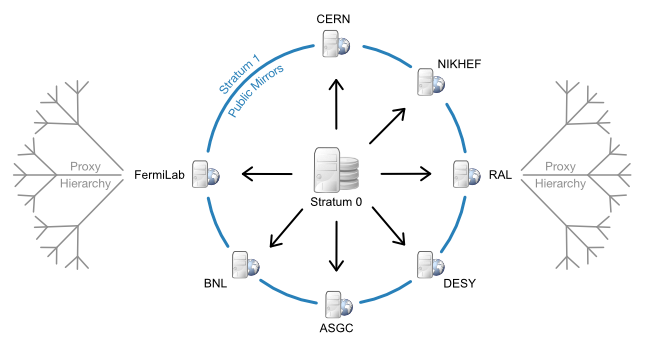 CERN
Stratum 1
Public Mirrors
NIKHEF
Proxy
Hierarchy
FermiLab
Stratum 0
RAL
Proxy
Hierarchy
BNL
DESY
ASGC